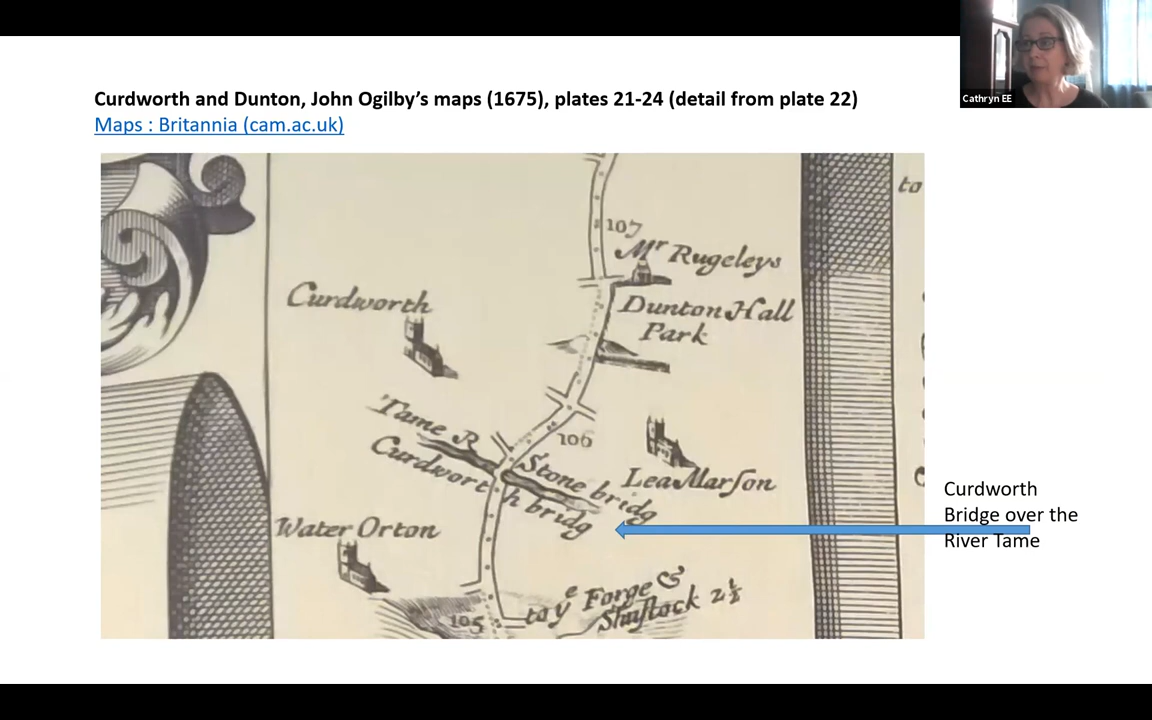 Cathryn EE
Curdworth and Dunton, John Ogilby’s maps (1675), plates 21-24 (detail from plate 22)
Maps : Britannia (cam.ac.uk)
to
107
Mr Rugeleys
Curdworth
Dunton Hall
Park
Tame R
106
Curdworth bridg
Stone bridg
Lea Marſon
Water Orton
to ye Forge &
Shuſtock 2½
105
Curdworth
Bridge over the
River Tame